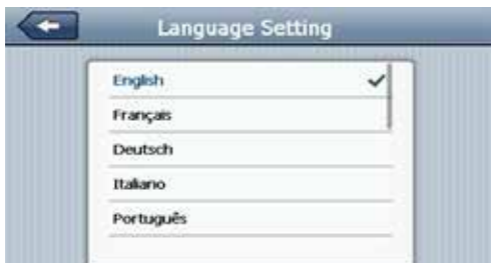 Language Setting
English
Français
Deutsch
Italiano
Português